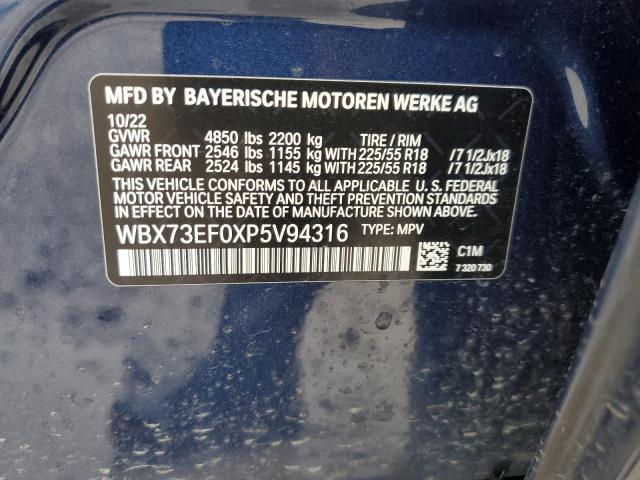 MFD BY BAYERISCHE MOTOREN WERKE AG
10/22
GVWR 4850 lbs 2200 kg TIRE / RIM
GAWR FRONT 2546 lbs 1155 kg WITH 225/55 R18 /7 1/2Jx18
GAWR REAR 2524 lbs 1145 kg WITH 225/55 R18 /7 1/2Jx18
THIS VEHICLE CONFORMS TO ALL APPLICABLE U. S. FEDERAL
MOTOR VEHICLE SAFETY AND THEFT PREVENTION STANDARDS
IN EFFECT ON THE DATE OF MANUFACTURE SHOWN ABOVE.
WBX73EF0XP5V94316 TYPE: MPV
C1M
7 320 730